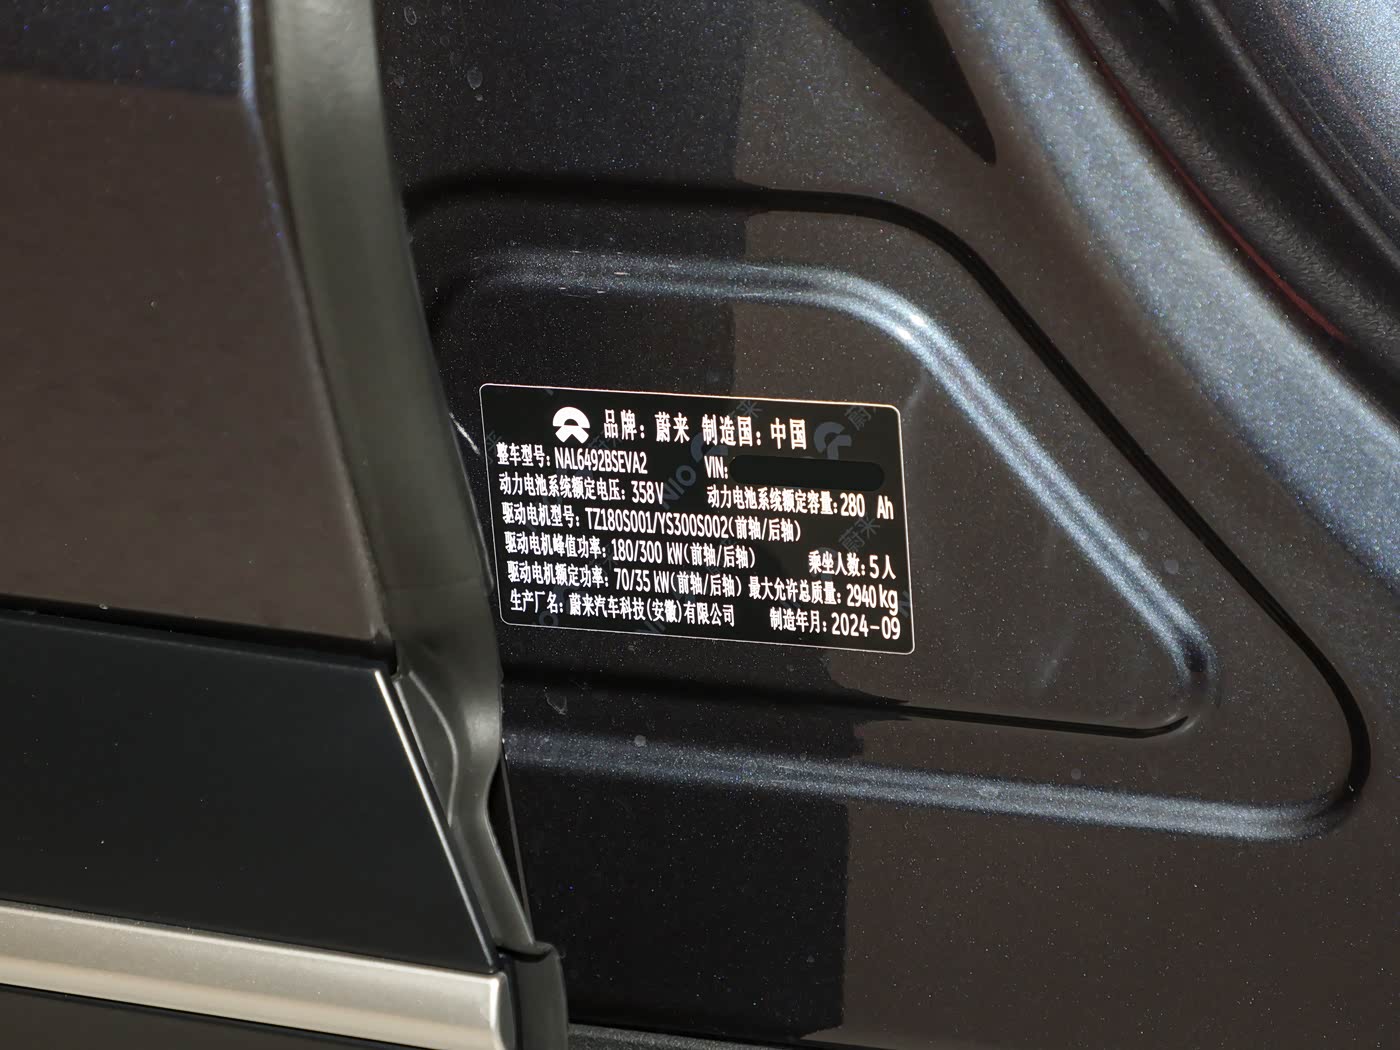 品牌：蔚来 制造国：中国
整车型号：NAL6492BSEVA2 VIN：
动力电池系统额定电压：358V 动力电池系统额定容量：280 Ah
驱动电机型号：TZ180S001/YS300S002(前轴/后轴)
驱动电机峰值功率：180/300 kW(前轴/后轴) 乘坐人数：5人
驱动电机额定功率：70/35 kW(前轴/后轴) 最大允许总质量：2940kg
生产厂名：蔚来汽车科技(安徽)有限公司 制造年月：2024-09